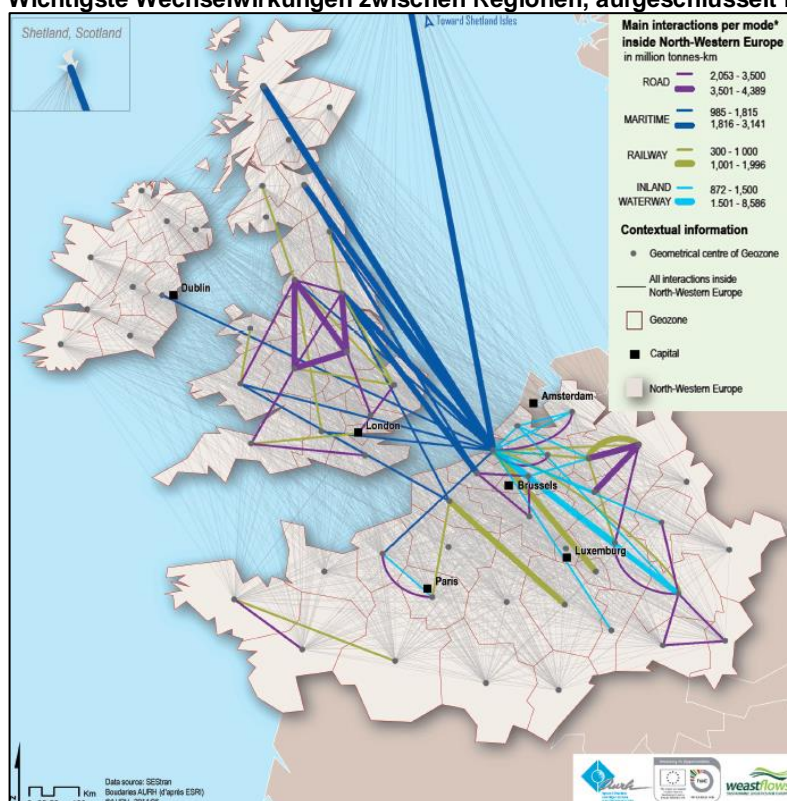 Wichtigste Wechselwirkungen zwischen Regionen, aufgeschlüsselt
Shetland, Scotland
Toward Shetland Isles
Main interactions per mode*
inside North-Western Europe
in million tonnes-km
ROAD
2,053 - 3,500
3,501 - 4,389
MARITIME
985 - 1,815
1,816 - 3,141
RAILWAY
300 - 1 000
1,001 - 1,996
INLAND
WATERWAY
872 - 1,500
1.501 - 8,586
Contextual information
Geometrical centre of Geozone
All interactions inside
North-Western Europe
Geozone
Capital
North-Western Europe
Dublin
Amsterdam
London
Brussels
Luxemburg
Paris
Km
Data source: SEStran
Boudaries AURH (d'après ESRI)
aurh
weastflows